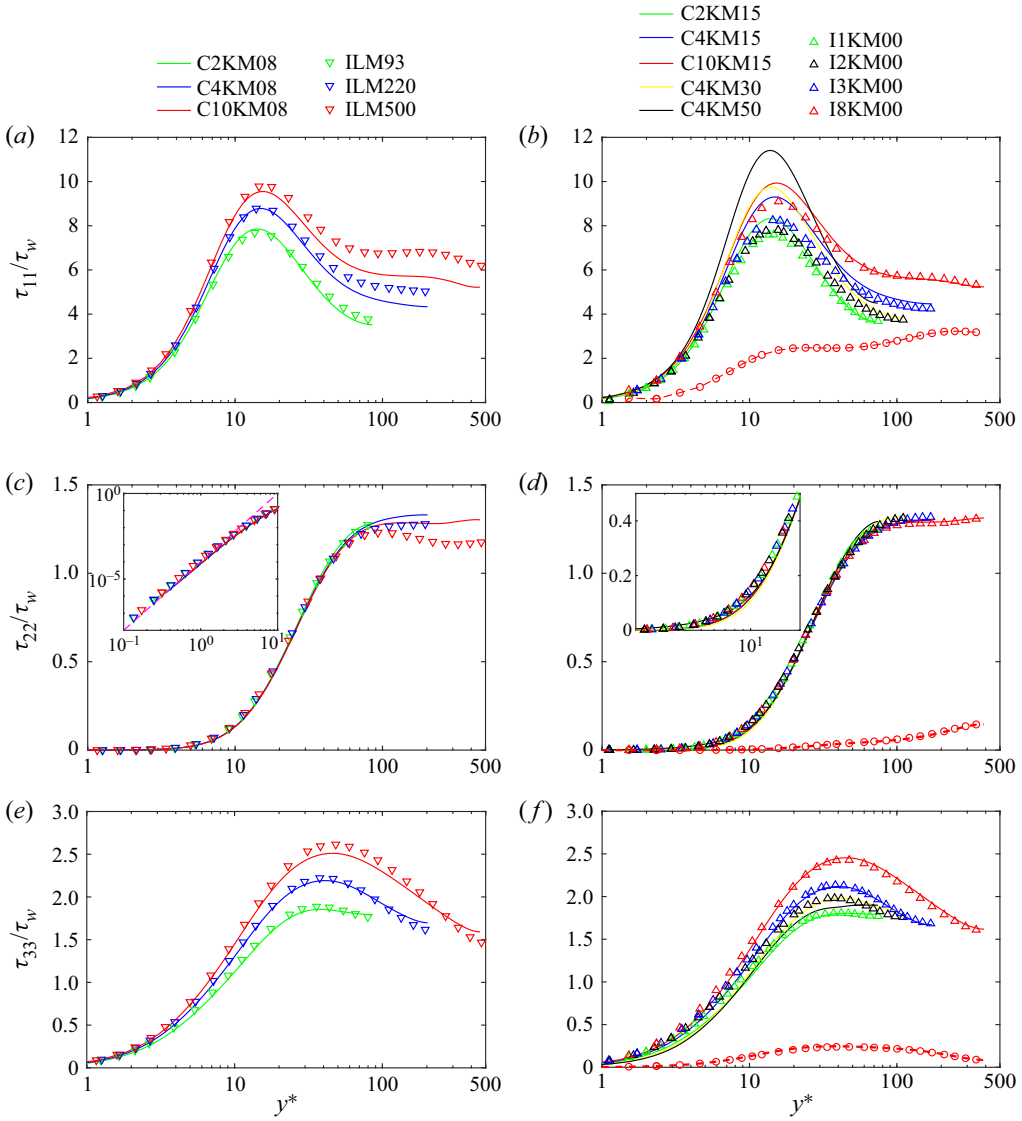 C2KM08 ILM93
C4KM08 ILM220
C10KM08 ILM500
C2KM15
C4KM15 I1KM00
C10KM15 I2KM00
C4KM30 I3KM00
C4KM50 I8KM00
(a)
12
10
8
6
4
2
0
τ11/τw
1 10 100 500
(b)
12
10
8
6
4
2
0
1 10 100 500
(c)
1.5
1.0
0.5
0
τ22/τw
10^0
10^-5
10^-1 10^0 10^1
1 10 100 500
(d)
1.5
1.0
0.5
0
0.4
0.2
0
10^1
1 10 100 500
(e)
3.0
2.5
2.0
1.5
1.0
0.5
0
τ33/τw
1 10 100 500
y*
(f)
3.0
2.5
2.0
1.5
1.0
0.5
0
1 10 100 500
y*